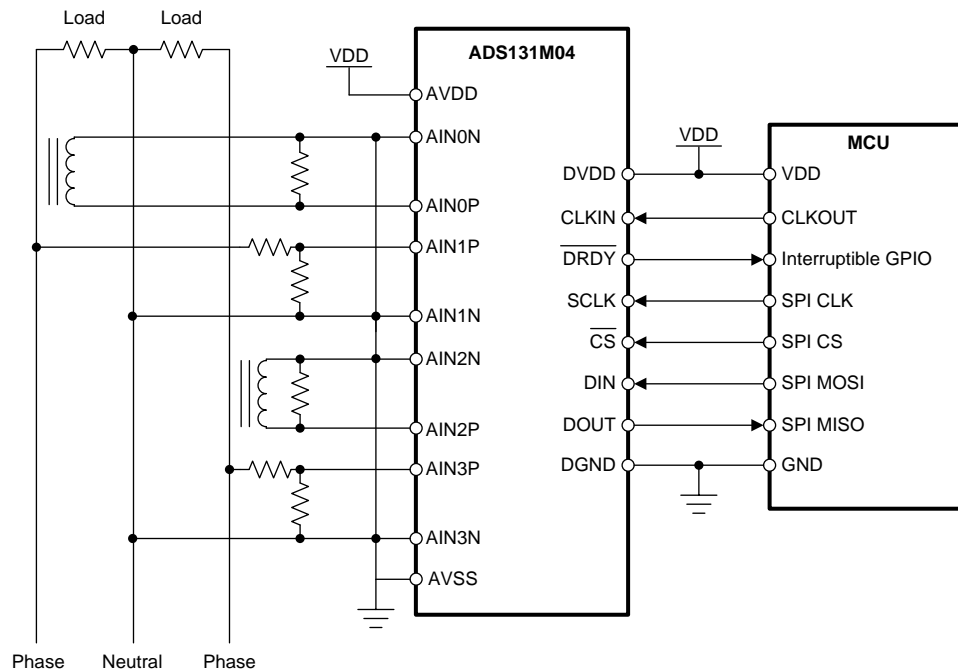 Load
Load
VDD
ADS131M04
AVDD
AIN0N
AIN0P
AIN1P
AIN1N
AIN2N
AIN2P
AIN3P
AIN3N
AVSS
DVDD
CLKIN
DRDY
SCLK
CS
DIN
DOUT
DGND
VDD
MCU
VDD
CLKOUT
Interruptible GPIO
SPI CLK
SPI CS
SPI MOSI
SPI MISO
GND
Phase
Neutral
Phase